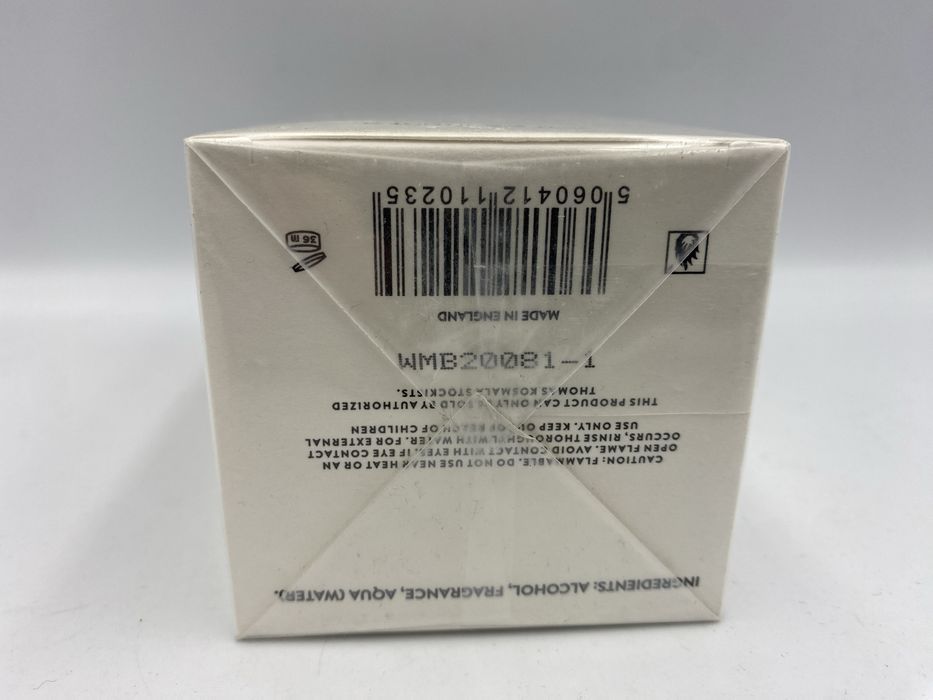 INGREDIENTS: ALCOHOL, FRAGRANCE, AQUA (WATER).
CAUTION: FLAMMABLE. DO NOT USE NEAR HEAT OR AN
OPEN FLAME. AVOID CONTACT WITH EYES. IF EYE CONTACT
OCCURS, RINSE THOROUGHLY WITH WATER. FOR EXTERNAL
USE ONLY. KEEP OUT OF REACH OF CHILDREN
THIS PRODUCT CAN ONLY BE SOLD BY AUTHORIZED
THOMAS KOSMALA STOCKISTS.
WMB20081-1
MADE IN ENGLAND
36 m
5 060412 110235